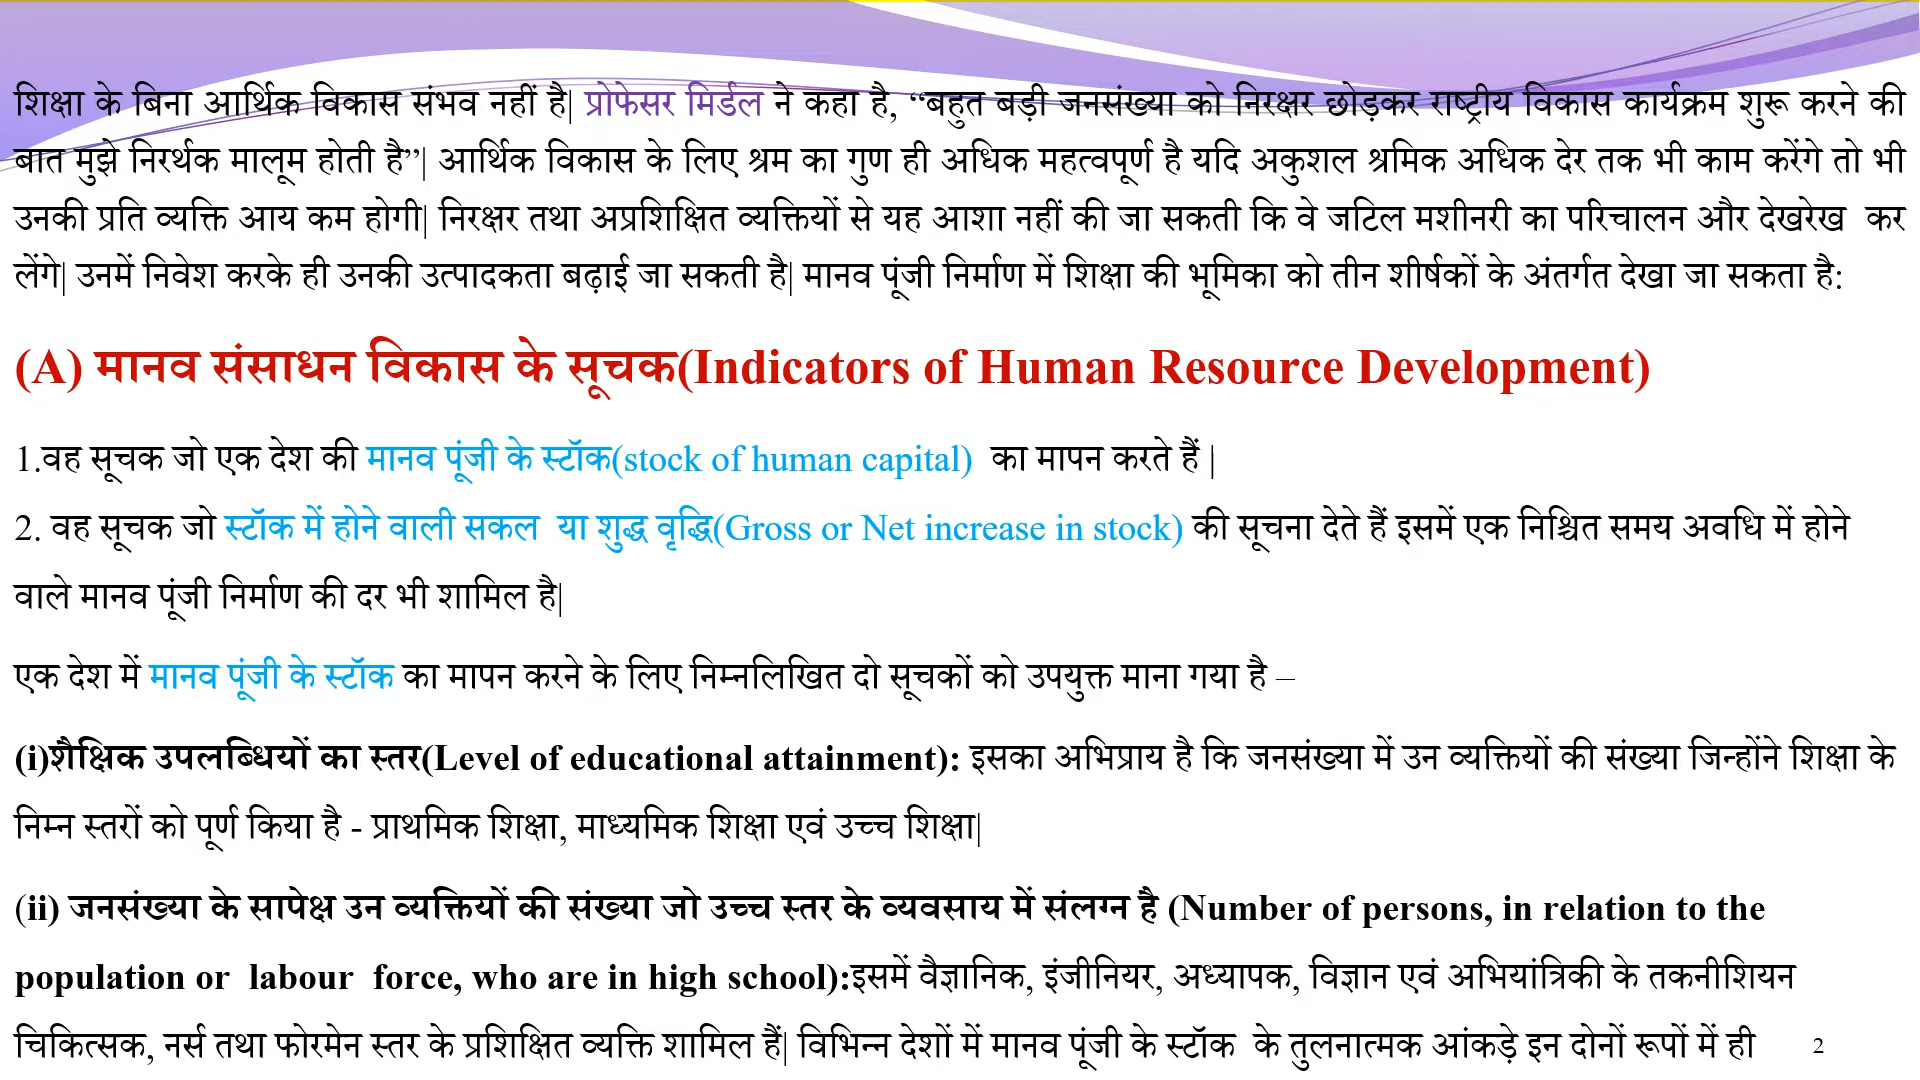 शिक्षा के बिना आर्थिक विकास संभव नहीं है| प्रोफेसर मिर्डल ने कहा है, “बहुत बड़ी जनसंख्या को निरक्षर छोड़कर राष्ट्रीय विकास कार्यक्रम शुरू करने की
बात मुझे निरर्थक मालूम होती है”| आर्थिक विकास के लिए श्रम का गुण ही अधिक महत्वपूर्ण है यदि अकुशल श्रमिक अधिक देर तक भी काम करेंगे तो भी
उनकी प्रति व्यक्ति आय कम होगी| निरक्षर तथा अप्रशिक्षित व्यक्तियों से यह आशा नहीं की जा सकती कि वे जटिल मशीनरी का परिचालन और देखरेख कर
लेंगे| उनमें निवेश करके ही उनकी उत्पादकता बढ़ाई जा सकती है| मानव पूंजी निर्माण में शिक्षा की भूमिका को तीन शीर्षकों के अंतर्गत देखा जा सकता है:
(A) मानव संसाधन विकास के सूचक(Indicators of Human Resource Development)
1.वह सूचक जो एक देश की मानव पूंजी के स्टॉक(stock of human capital) का मापन करते हैं |
2. वह सूचक जो स्टॉक में होने वाली सकल या शुद्ध वृद्धि(Gross or Net increase in stock) की सूचना देते हैं इसमें एक निश्चित समय अवधि में होने
वाले मानव पूंजी निर्माण की दर भी शामिल है|
एक देश में मानव पूंजी के स्टॉक का मापन करने के लिए निम्नलिखित दो सूचकों को उपयुक्त माना गया है –
(i)शैक्षिक उपलब्धियों का स्तर(Level of educational attainment): इसका अभिप्राय है कि जनसंख्या में उन व्यक्तियों की संख्या जिन्होंने शिक्षा के
निम्न स्तरों को पूर्ण किया है - प्राथमिक शिक्षा, माध्यमिक शिक्षा एवं उच्च शिक्षा|
(ii) जनसंख्या के सापेक्ष उन व्यक्तियों की संख्या जो उच्च स्तर के व्यवसाय में संलग्न है (Number of persons, in relation to the
population or labour force, who are in high school):इसमें वैज्ञानिक, इंजीनियर, अध्यापक, विज्ञान एवं अभियांत्रिकी के तकनीशियन
चिकित्सक, नर्स तथा फोरमेन स्तर के प्रशिक्षित व्यक्ति शामिल हैं| विभिन्न देशों में मानव पूंजी के स्टॉक के तुलनात्मक आंकड़े इन दोनों रूपों में ही
2